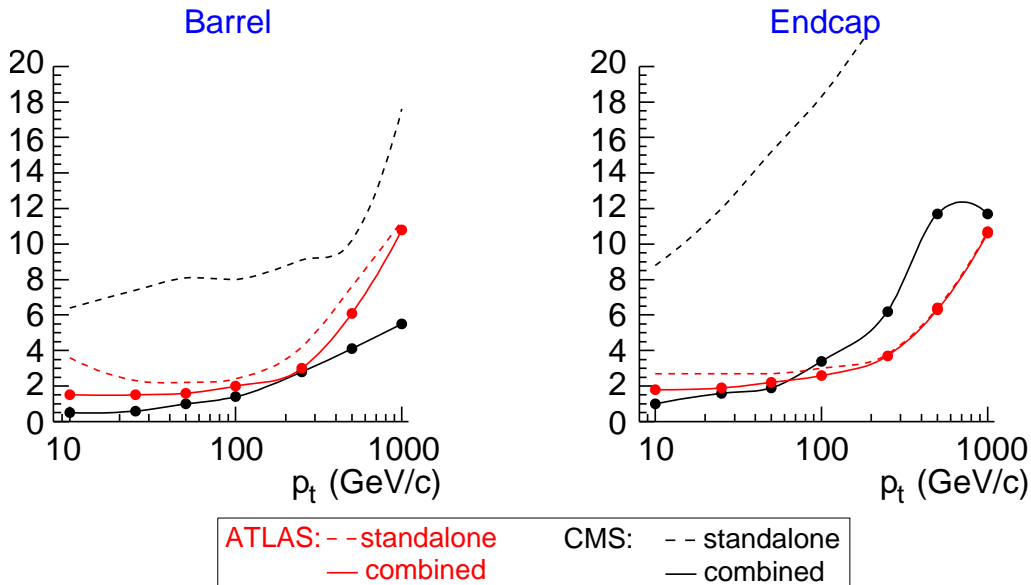 Barrel Endcap
20 20
18 18
16 16
14 14
12 12
10 10
8 8
6 6
4 4
2 2
0 0
10 100 1000 10 100 1000
p_t (GeV/c) p_t (GeV/c)
ATLAS: standalone CMS: standalone
combined combined